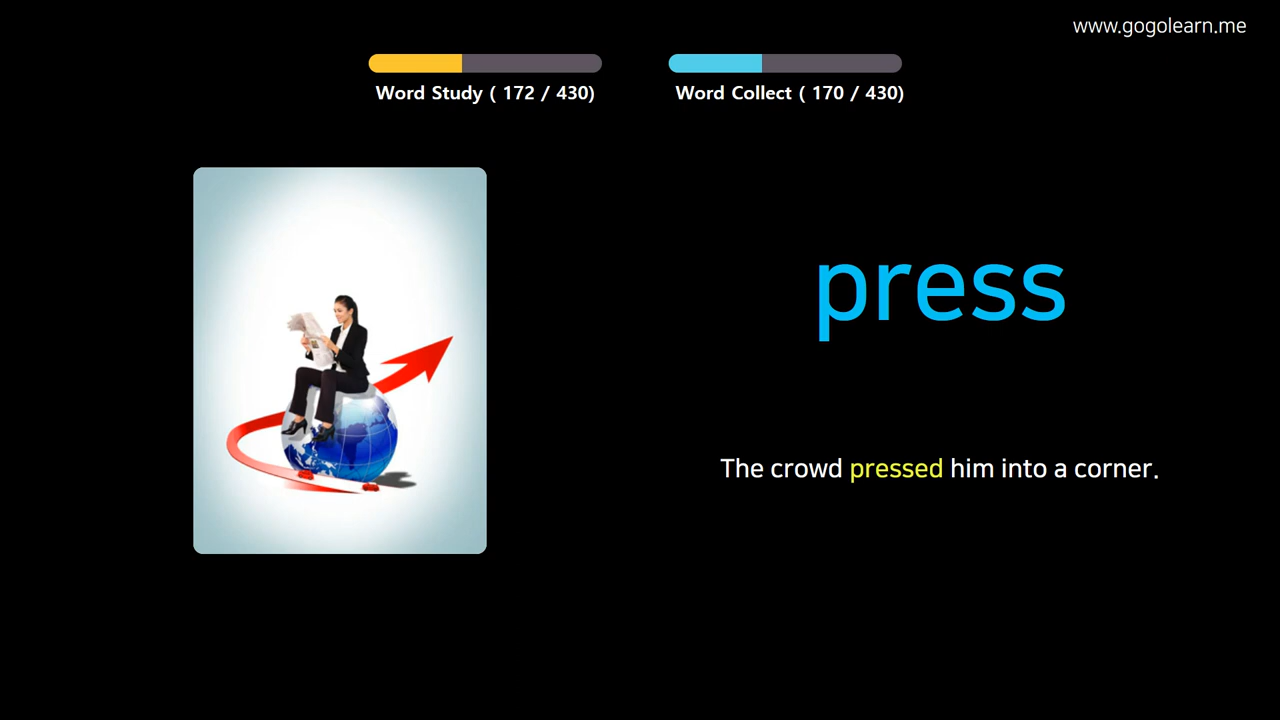 www.gogolearn.me
Word Study ( 172 / 430)
Word Collect ( 170 / 430)
press
The crowd pressed him into a corner.